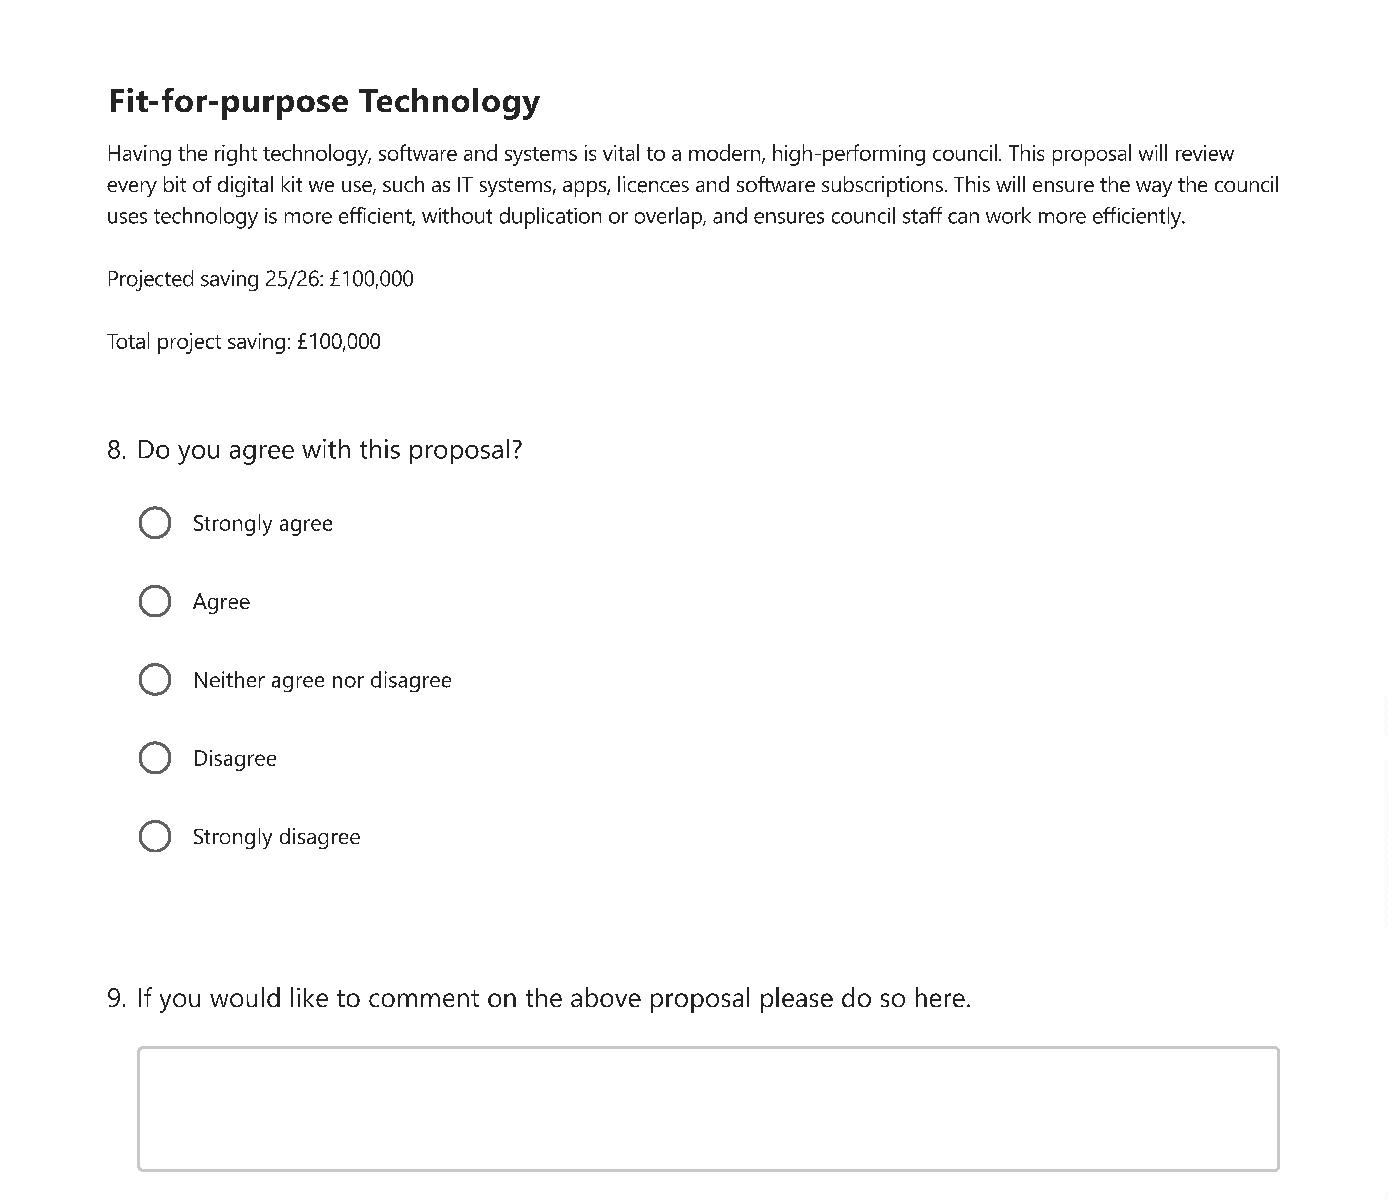 Fit-for-purpose Technology
Having the right technology, software and systems is vital to a modern, high-performing council. This proposal will review
every bit of digital kit we use, such as IT systems, apps, licences and software subscriptions. This will ensure the way the council
uses technology is more efficient, without duplication or overlap, and ensures council staff can work more efficiently.
Projected saving 25/26: £100,000
Total project saving: £100,000
8. Do you agree with this proposal?
Strongly agree
Agree
Neither agree nor disagree
Disagree
Strongly disagree
9. If you would like to comment on the above proposal please do so here.